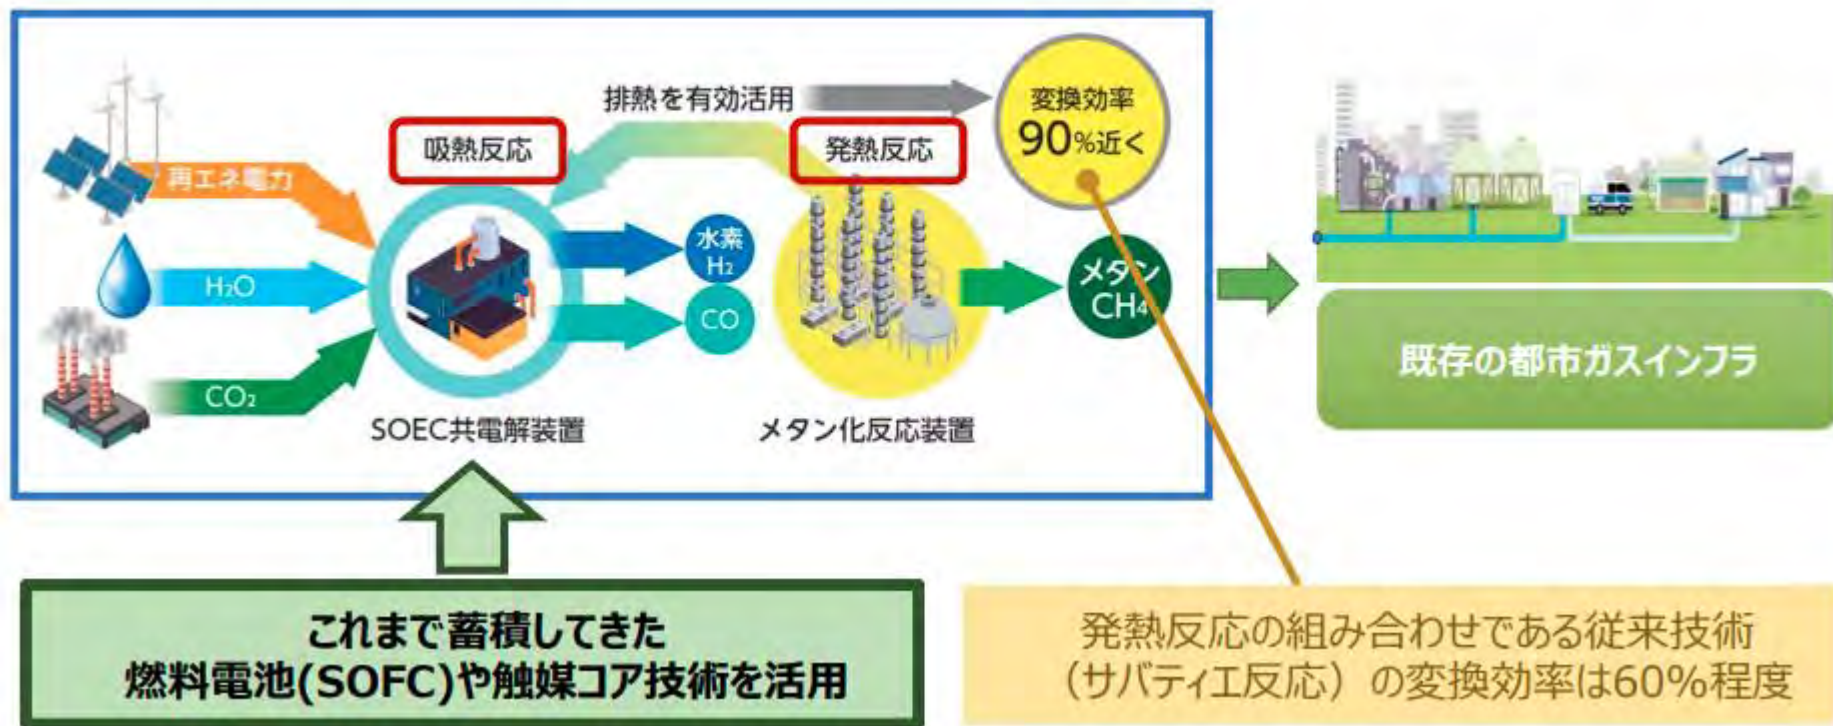 排熱を有効活用
変換効率
90%近く
吸熱反応
発熱反応
再エネ電力
水素
H₂
H₂O
メタン
CH₄
CO
CO₂
SOEC共電解装置
メタン化反応装置
既存の都市ガスインフラ
これまで蓄積してきた
燃料電池(SOFC)や触媒コア技術を活用
発熱反応の組み合わせである従来技術
（サバティエ反応）の変換効率は60%程度